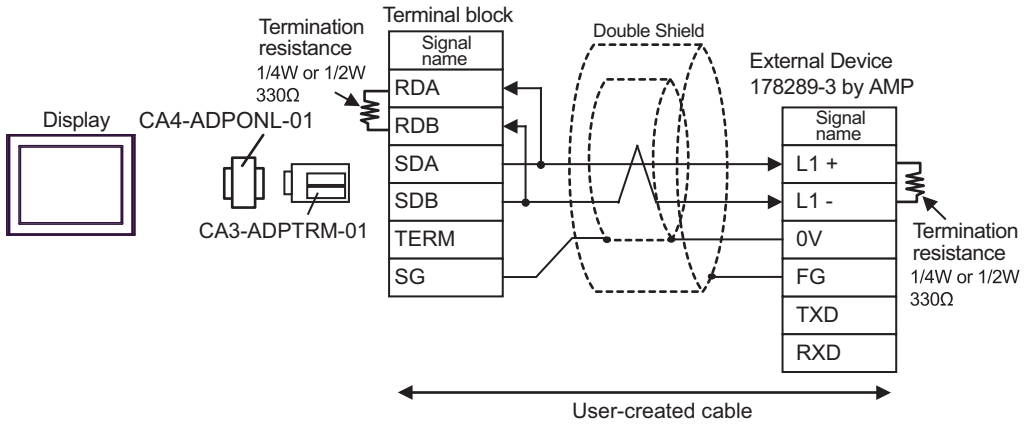 Terminal block
Double Shield
Termination
resistance
1/4W or 1/2W
330Ω
External Device
178289-3 by AMP
Display
CA4-ADPONL-01
CA3-ADPTRM-01
Signal
name
RDA
RDB
SDA
SDB
TERM
SG
Signal
name
L1 +
L1 -
0V
FG
TXD
RXD
Termination
resistance
1/4W or 1/2W
330Ω
User-created cable